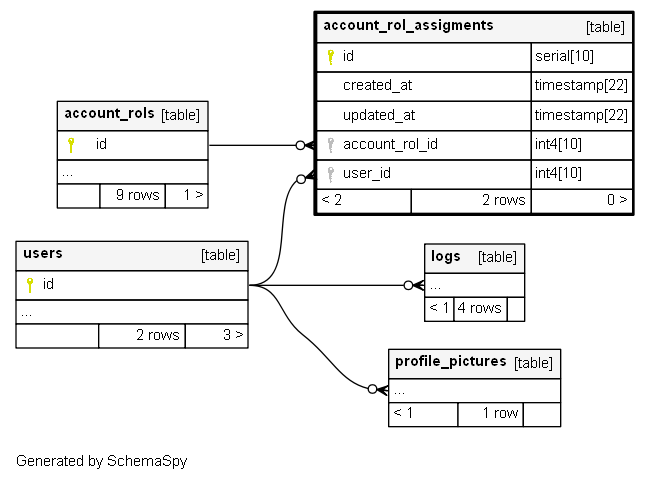 account_rol_assigments [table]
id serial[10]
created_at timestamp[22]
updated_at timestamp[22]
account_rol_id int4[10]
user_id int4[10]
< 2 2 rows 0 >
account_rols [table]
id
...
9 rows 1 >
users [table]
id
...
2 rows 3 >
logs [table]
...
< 1 4 rows
profile_pictures [table]
...
< 1 1 row
Generated by SchemaSpy